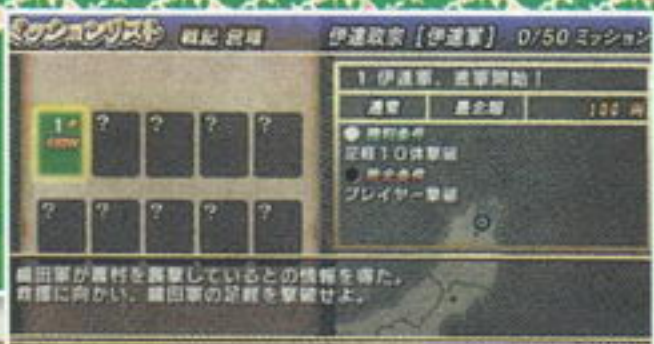 ミッションリスト
伊達政宗【伊達軍】 0/50 ミッション
1 伊達軍、進軍開始！
通常
100
1
NEW
? ? ? ?
勝利条件
足軽10体撃破
敗北条件
プレイヤー撃破
? ? ? ? ?
織田軍が農村を襲撃しているとの情報を得た。
救援に向かい、織田軍の足軽を撃破せよ。